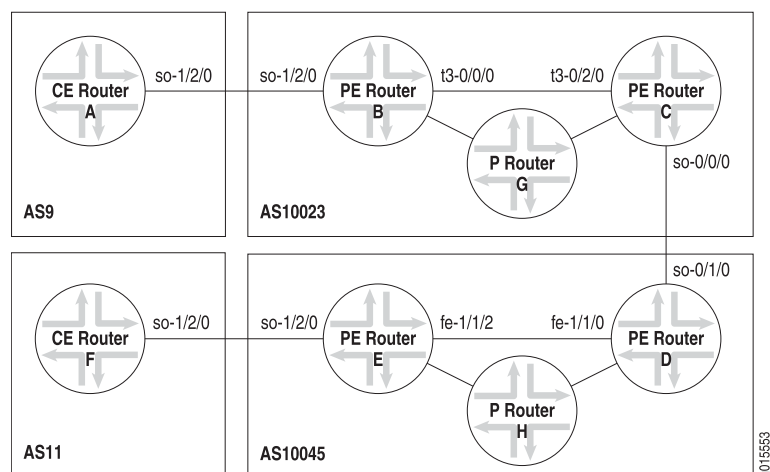 so-1/2/0
so-1/2/0
t3-0/0/0
t3-0/2/0
CE Router
A
PE Router
B
PE Router
C
P Router
G
so-0/0/0
AS9
AS10023
so-0/1/0
so-1/2/0
so-1/2/0
fe-1/1/2
fe-1/1/0
CE Router
F
PE Router
E
PE Router
D
P Router
H
AS11
AS10045
015553